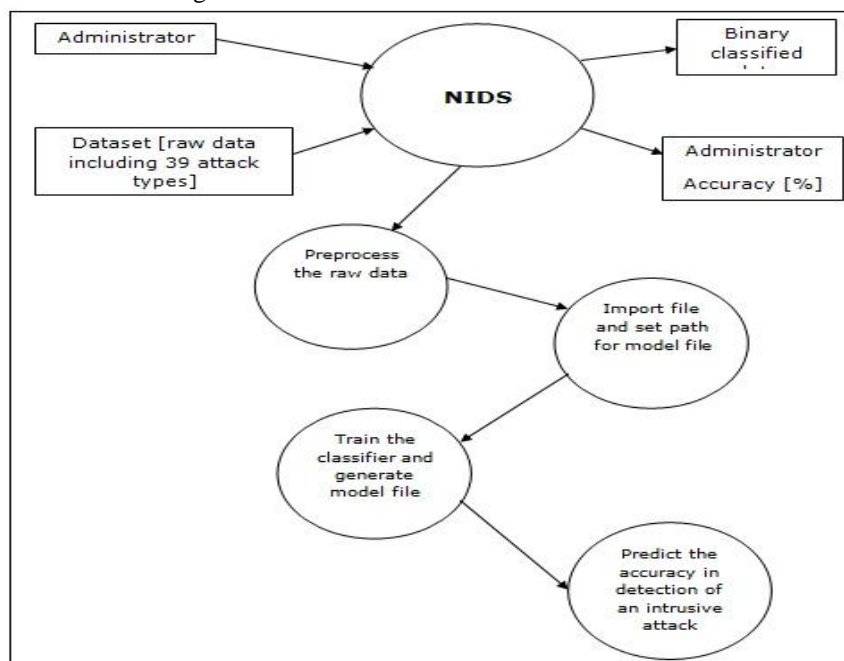 Administrator
NIDS
Binary
classified
Dataset [raw data
including 39 attack
types]
Administrator
Accuracy [%]
Preprocess
the raw data
Import file
and set path
for model file
Train the
classifier and
generate
model file
Predict the
accuracy in
detection of
an intrusive
attack